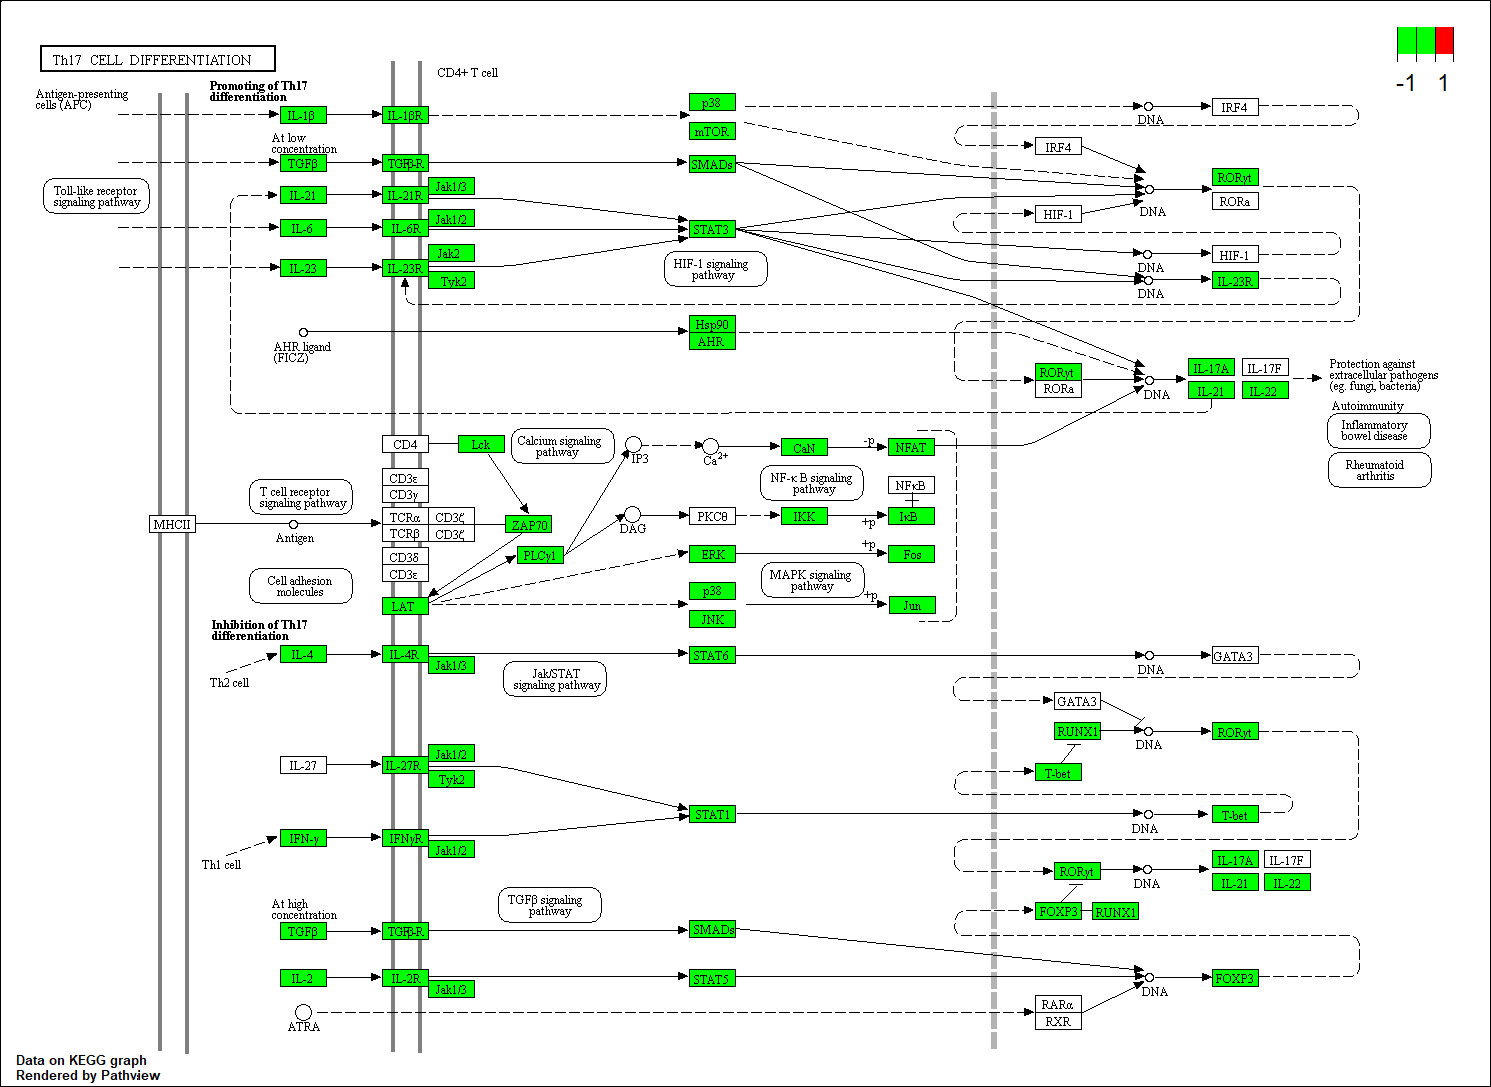 Th17 CELL DIFFERENTIATION
-1 1
CD4+ T cell
Antigen-presenting
cells (APC)
Promoting of Th17
differentiation
IL-1β
IL-1βR
p38
mTOR
DNA
IRF4
IRF4
At low
concentration
TGFβ
TGFβ-R
SMADs
Toll-like receptor
signaling pathway
IL-21
IL-21R
Jak1/3
RORγt
RORa
DNA
HIF-1
IL-6
IL-6R
Jak1/2
STAT3
HIF-1 signaling
pathway
IL-23
IL-23R
Jak2
Tyk2
DNA
HIF-1
DNA
IL-23R
AHR ligand
(FICZ)
Hsp90
AHR
RORγt
RORa
DNA
IL-17A
IL-17F
IL-21
IL-22
Protection against
extracellular pathogens
(eg. fungi, bacteria)
Autoimmunity
Inflammatory
bowel disease
Rheumatoid
arthritis
CD4
Lck
Calcium signaling
pathway
IP3
Ca2+
CaN
-p
NFAT
CD3ε
CD3γ
T cell receptor
signaling pathway
NF-κB signaling
pathway
NFκB
MHCII
Antigen
TCRα
CD3ζ
TCRβ
CD3ζ
ZAP70
DAG
PKCθ
IKK
+p
IκB
CD3δ
CD3ε
PLCγ1
ERK
+p
Fos
Cell adhesion
molecules
MAPK signaling
pathway
LAT
p38
JNK
+p
Jun
Inhibition of Th17
differentiation
Th2 cell
IL-4
IL-4R
Jak1/3
Jak/STAT
signaling pathway
STAT6
DNA
GATA3
GATA3
RUNX1
DNA
RORγt
T-bet
IL-27
IL-27R
Jak1/2
Tyk2
STAT1
DNA
T-bet
Th1 cell
IFN-γ
IFNγR
Jak1/2
RORγt
DNA
IL-17A
IL-17F
IL-21
IL-22
FOXP3
RUNX1
At high
concentration
TGFβ signaling
pathway
TGFβ
TGFβ-R
SMADs
IL-2
IL-2R
Jak1/3
STAT5
DNA
FOXP3
ATRA
RARα
RXR
Data on KEGG graph
Rendered by Pathview